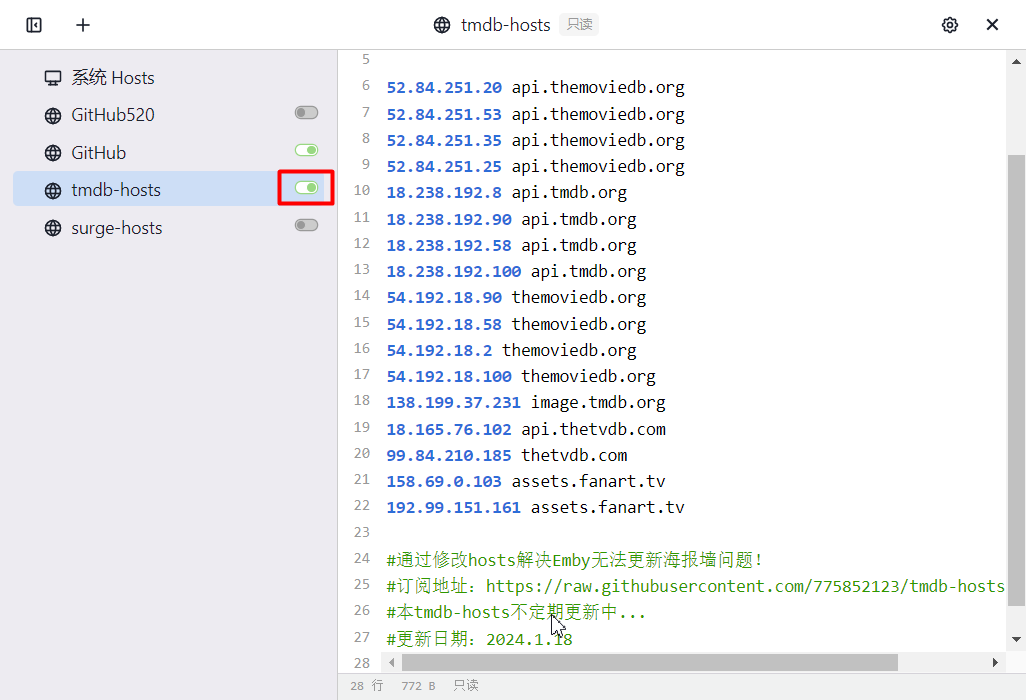 tmdb-hosts 只读
系统 Hosts
GitHub520
GitHub
tmdb-hosts
surge-hosts
5
6 52.84.251.20 api.themoviedb.org
7 52.84.251.53 api.themoviedb.org
8 52.84.251.35 api.themoviedb.org
9 52.84.251.25 api.themoviedb.org
10 18.238.192.8 api.tmdb.org
11 18.238.192.90 api.tmdb.org
12 18.238.192.58 api.tmdb.org
13 18.238.192.100 api.tmdb.org
14 54.192.18.90 themoviedb.org
15 54.192.18.58 themoviedb.org
16 54.192.18.2 themoviedb.org
17 54.192.18.100 themoviedb.org
18 138.199.37.231 image.tmdb.org
19 18.165.76.102 api.thetvdb.com
20 99.84.210.185 thetvdb.com
21 158.69.0.103 assets.fanart.tv
22 192.99.151.161 assets.fanart.tv
23
24 #通过修改hosts解决Emby无法更新海报墙问题！
25 #订阅地址：https://raw.githubusercontent.com/775852123/tmdb-hosts
26 #本tmdb-hosts不定期更新中...
27 #更新日期：2024.1.18
28
28 行 772 B 只读